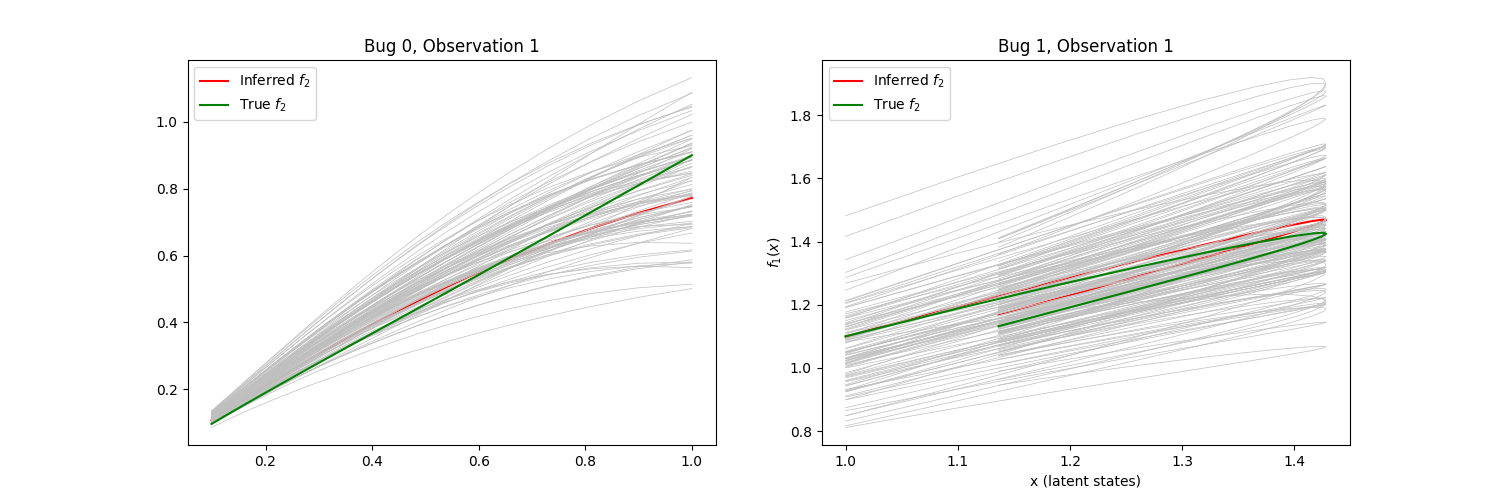 Bug 0, Observation 1
Inferred f₂
True f₂
1.0
0.8
0.6
0.4
0.2
0.2 0.4 0.6 0.8 1.0
Bug 1, Observation 1
Inferred f₂
True f₂
f₁(x)
1.8
1.6
1.4
1.2
1.0
0.8
1.0 1.1 1.2 1.3 1.4
x (latent states)